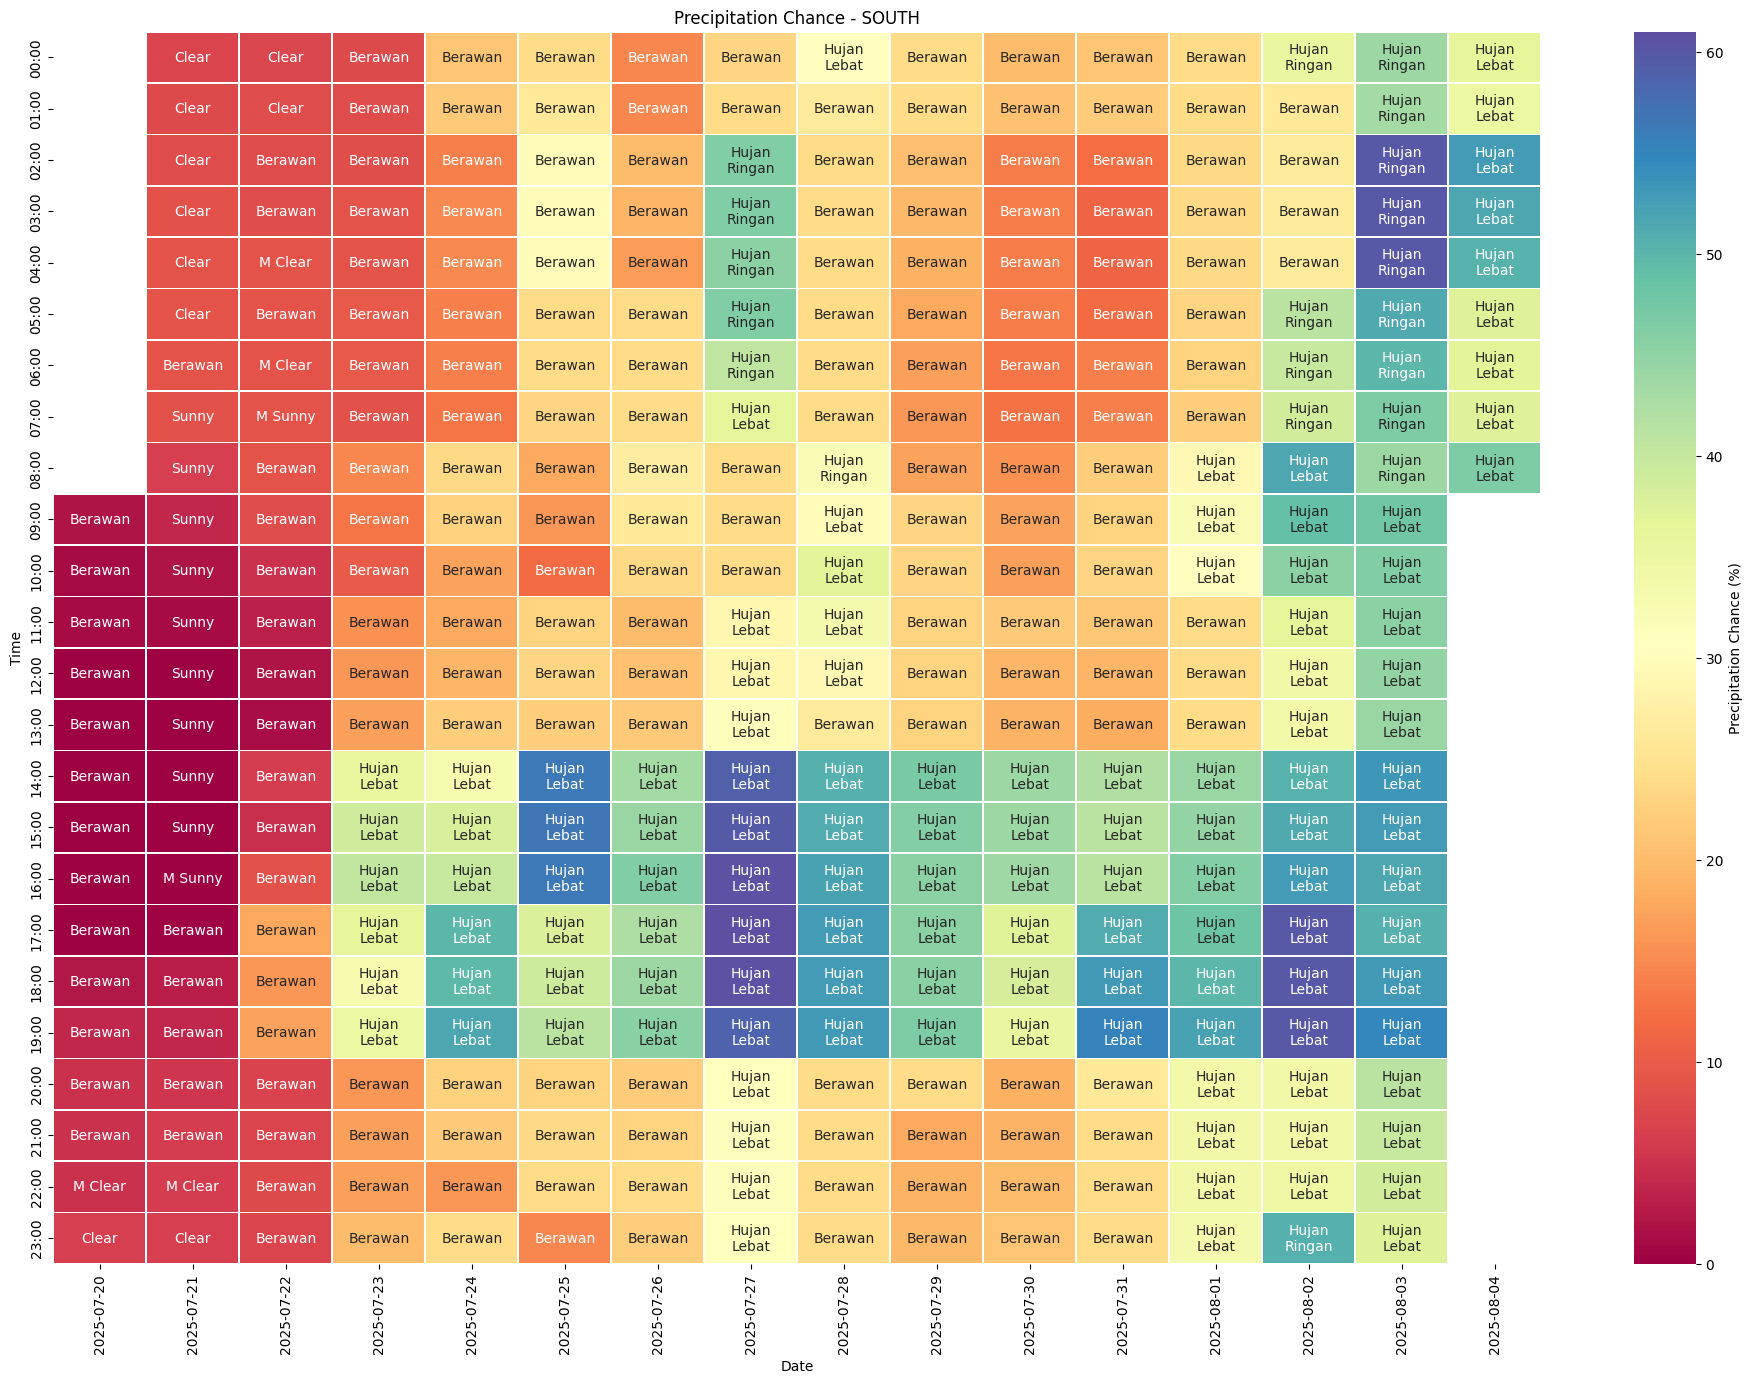 Precipitation Chance - SOUTH
00:00 Clear Clear Berawan Berawan Berawan Berawan Berawan Hujan Lebat Berawan Berawan Berawan Berawan Hujan Ringan Hujan Ringan Hujan Lebat
01:00 Clear Clear Berawan Berawan Berawan Berawan Berawan Berawan Berawan Berawan Berawan Berawan Berawan Hujan Ringan Hujan Lebat
02:00 Clear Berawan Berawan Berawan Berawan Berawan Hujan Ringan Berawan Berawan Berawan Berawan Berawan Berawan Hujan Ringan Hujan Lebat
03:00 Clear Berawan Berawan Berawan Berawan Berawan Hujan Ringan Berawan Berawan Berawan Berawan Berawan Berawan Hujan Ringan Hujan Lebat
04:00 Clear M Clear Berawan Berawan Berawan Berawan Hujan Ringan Berawan Berawan Berawan Berawan Berawan Berawan Hujan Ringan Hujan Lebat
05:00 Clear Berawan Berawan Berawan Berawan Berawan Hujan Ringan Berawan Berawan Berawan Berawan Berawan Hujan Ringan Hujan Ringan Hujan Lebat
06:00 Berawan M Clear Berawan Berawan Berawan Berawan Hujan Ringan Berawan Berawan Berawan Berawan Berawan Hujan Ringan Hujan Ringan Hujan Lebat
07:00 Sunny M Sunny Berawan Berawan Berawan Berawan Hujan Lebat Berawan Berawan Berawan Berawan Berawan Hujan Ringan Hujan Ringan Hujan Lebat
08:00 Sunny Berawan Berawan Berawan Berawan Berawan Berawan Hujan Ringan Berawan Berawan Berawan Hujan Lebat Hujan Lebat Hujan Ringan Hujan Lebat
09:00 Berawan Sunny Berawan Berawan Berawan Berawan Berawan Berawan Hujan Lebat Berawan Berawan Berawan Hujan Lebat Hujan Lebat Hujan Lebat
10:00 Berawan Sunny Berawan Berawan Berawan Berawan Berawan Berawan Hujan Lebat Berawan Berawan Berawan Hujan Lebat Hujan Lebat Hujan Lebat
11:00 Berawan Sunny Berawan Berawan Berawan Berawan Berawan Hujan Lebat Hujan Lebat Berawan Berawan Berawan Berawan Hujan Lebat Hujan Lebat
12:00 Berawan Sunny Berawan Berawan Berawan Berawan Berawan Hujan Lebat Hujan Lebat Berawan Berawan Berawan Berawan Hujan Lebat Hujan Lebat
13:00 Berawan Sunny Berawan Berawan Berawan Berawan Berawan Hujan Lebat Berawan Berawan Berawan Berawan Berawan Hujan Lebat Hujan Lebat
14:00 Berawan Sunny Berawan Hujan Lebat Hujan Lebat Hujan Lebat Hujan Lebat Hujan Lebat Hujan Lebat Hujan Lebat Hujan Lebat Hujan Lebat Hujan Lebat Hujan Lebat Hujan Lebat
15:00 Berawan Sunny Berawan Hujan Lebat Hujan Lebat Hujan Lebat Hujan Lebat Hujan Lebat Hujan Lebat Hujan Lebat Hujan Lebat Hujan Lebat Hujan Lebat Hujan Lebat Hujan Lebat
16:00 Berawan M Sunny Berawan Hujan Lebat Hujan Lebat Hujan Lebat Hujan Lebat Hujan Lebat Hujan Lebat Hujan Lebat Hujan Lebat Hujan Lebat Hujan Lebat Hujan Lebat Hujan Lebat
17:00 Berawan Berawan Berawan Hujan Lebat Hujan Lebat Hujan Lebat Hujan Lebat Hujan Lebat Hujan Lebat Hujan Lebat Hujan Lebat Hujan Lebat Hujan Lebat Hujan Lebat Hujan Lebat
18:00 Berawan Berawan Berawan Hujan Lebat Hujan Lebat Hujan Lebat Hujan Lebat Hujan Lebat Hujan Lebat Hujan Lebat Hujan Lebat Hujan Lebat Hujan Lebat Hujan Lebat Hujan Lebat
19:00 Berawan Berawan Berawan Hujan Lebat Hujan Lebat Hujan Lebat Hujan Lebat Hujan Lebat Hujan Lebat Hujan Lebat Hujan Lebat Hujan Lebat Hujan Lebat Hujan Lebat Hujan Lebat
20:00 Berawan Berawan Berawan Berawan Berawan Berawan Berawan Hujan Lebat Berawan Berawan Berawan Berawan Hujan Lebat Hujan Lebat Hujan Lebat
21:00 Berawan Berawan Berawan Berawan Berawan Berawan Berawan Hujan Lebat Berawan Berawan Berawan Berawan Hujan Lebat Hujan Lebat Hujan Lebat
22:00 M Clear M Clear Berawan Berawan Berawan Berawan Berawan Hujan Lebat Berawan Berawan Berawan Berawan Hujan Lebat Hujan Lebat Hujan Lebat
23:00 Clear Clear Berawan Berawan Berawan Berawan Berawan Hujan Lebat Berawan Berawan Berawan Berawan Hujan Lebat Hujan Ringan Hujan Lebat
Time
2025-07-20 2025-07-21 2025-07-22 2025-07-23 2025-07-24 2025-07-25 2025-07-26 2025-07-27 2025-07-28 2025-07-29 2025-07-30 2025-07-31 2025-08-01 2025-08-02 2025-08-03 2025-08-04
Date
60
50
40
30
20
10
0
Precipitation Chance (%)